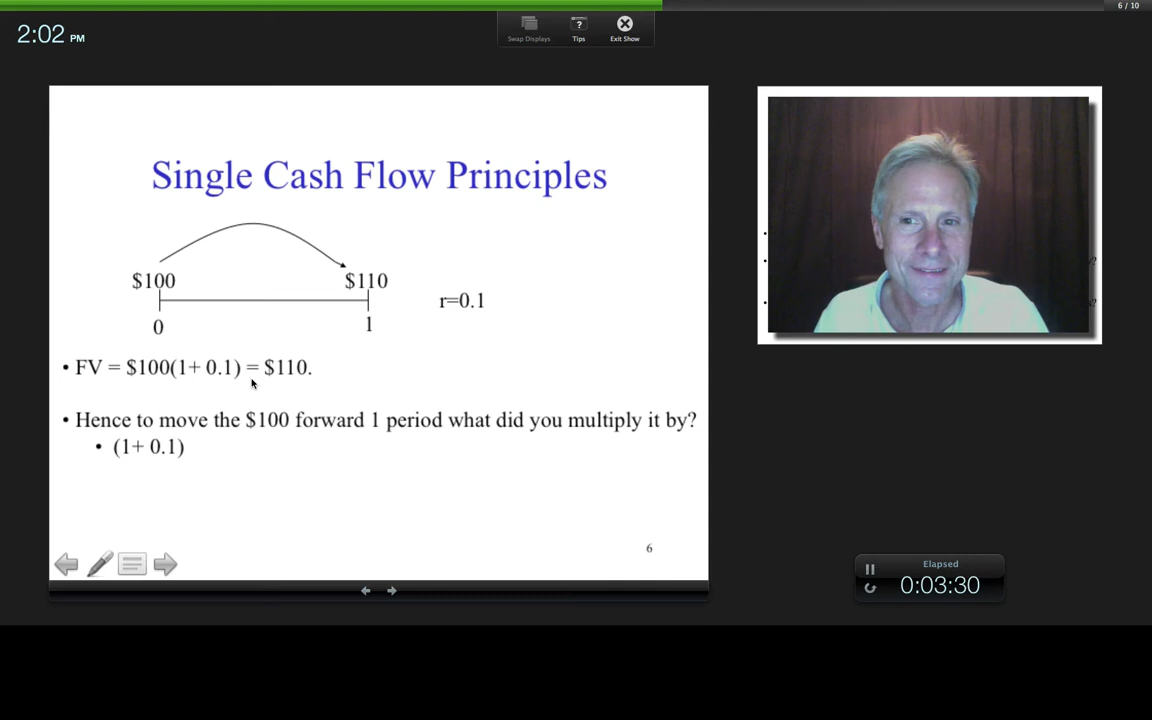 6 / 10
2:02 PM
Swap Displays
Tips
Exit Show
Single Cash Flow Principles
$100
$110
r=0.1
0
1
• FV = $100(1+ 0.1) = $110.
• Hence to move the $100 forward 1 period what did you multiply it by?
• (1+ 0.1)
6
Elapsed
0:03:30